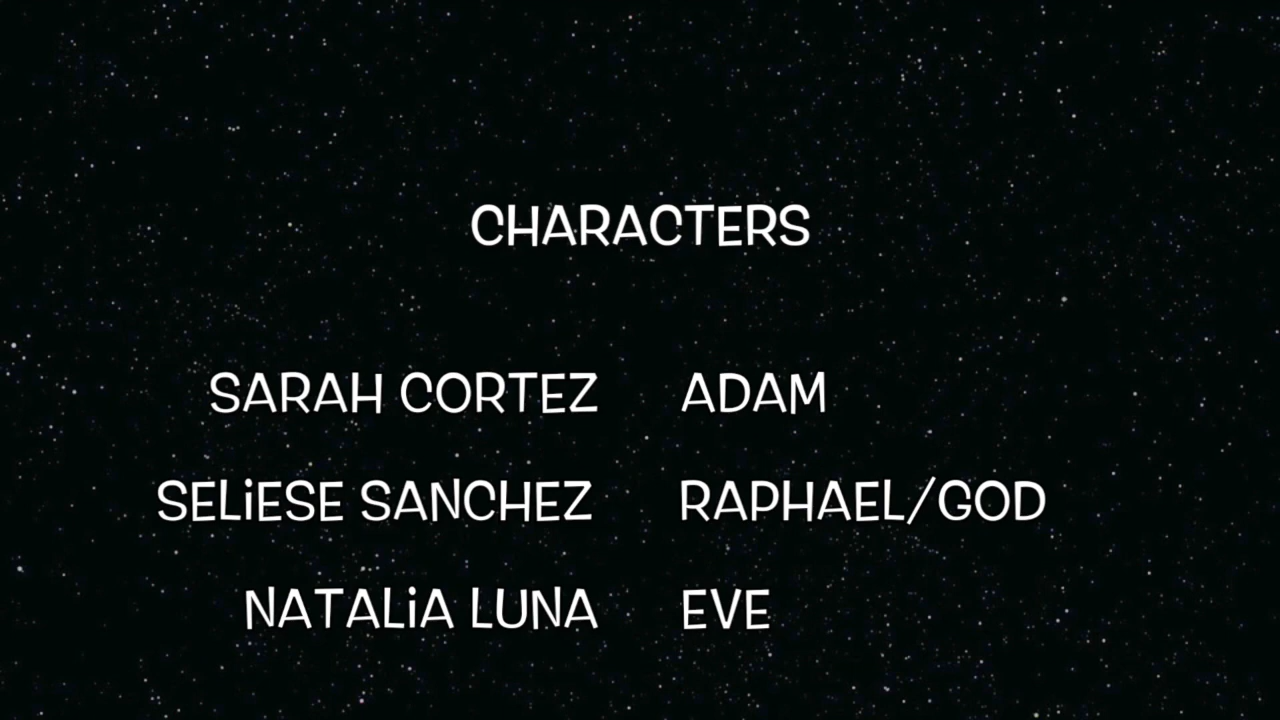 CHARACTERS
SARAH CORTEZ ADAM
SELiESE SANCHEZ RAPHAEL/GOD
NATALiA LUNA EVE